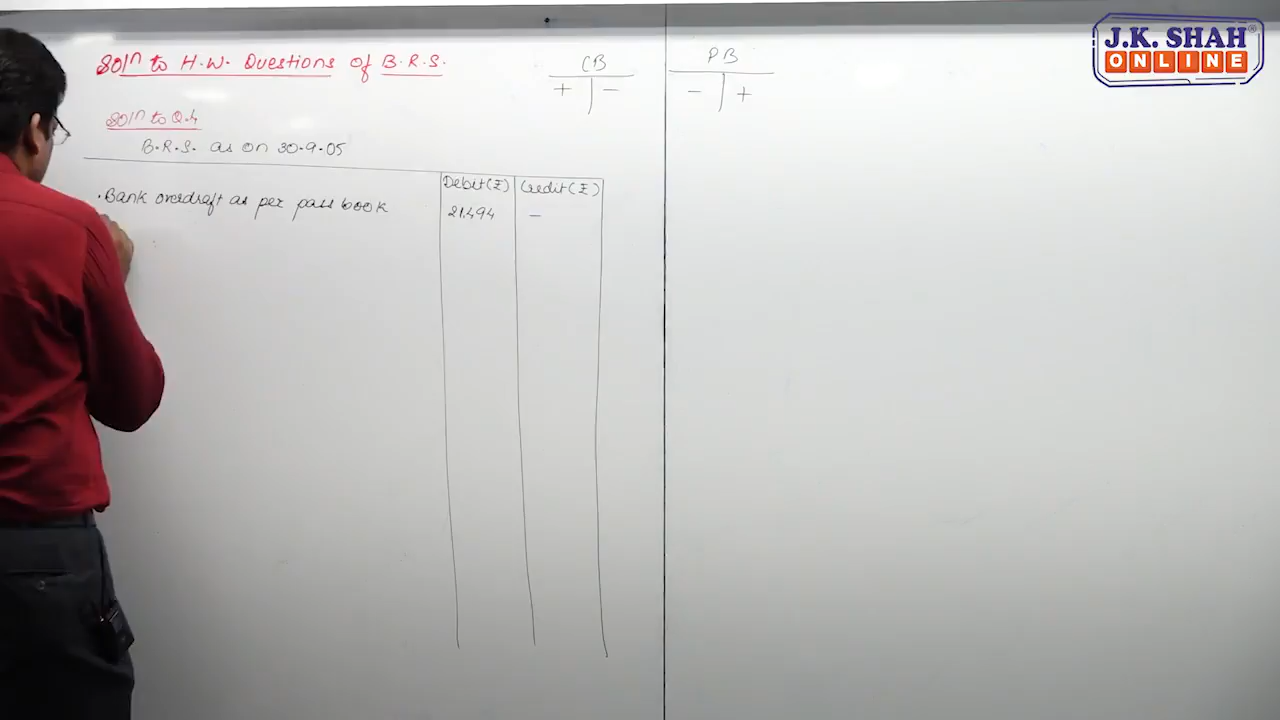 Soln to H.W. Questions of B.R.S.
CB
+ -
PB
- +
J.K. SHAH®
ONLINE
Soln to Q.4
B.R.S. as on 30.9.05
Debit(₹) Credit(₹)
· Bank overdraft as per pass book 21,494 -